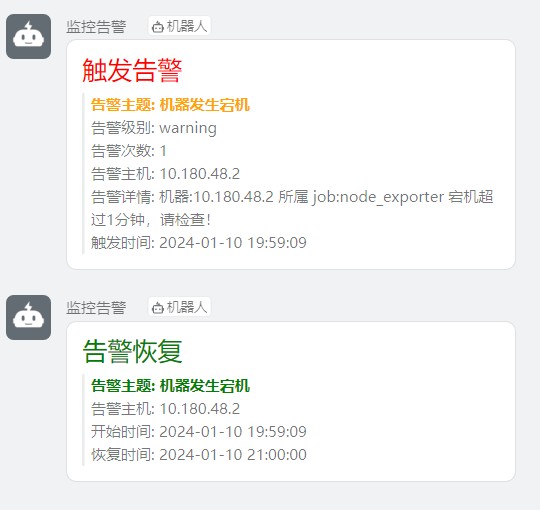 监控告警 机器人
触发告警
告警主题: 机器发生宕机
告警级别: warning
告警次数: 1
告警主机: 10.180.48.2
告警详情: 机器:10.180.48.2 所属 job:node_exporter 宕机超
过1分钟，请检查！
触发时间: 2024-01-10 19:59:09
监控告警 机器人
告警恢复
告警主题: 机器发生宕机
告警主机: 10.180.48.2
开始时间: 2024-01-10 19:59:09
恢复时间: 2024-01-10 21:00:00